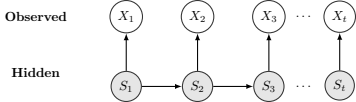 Observed X₁ X₂ X₃ ... Xₜ
Hidden S₁ S₂ S₃ ... Sₜ